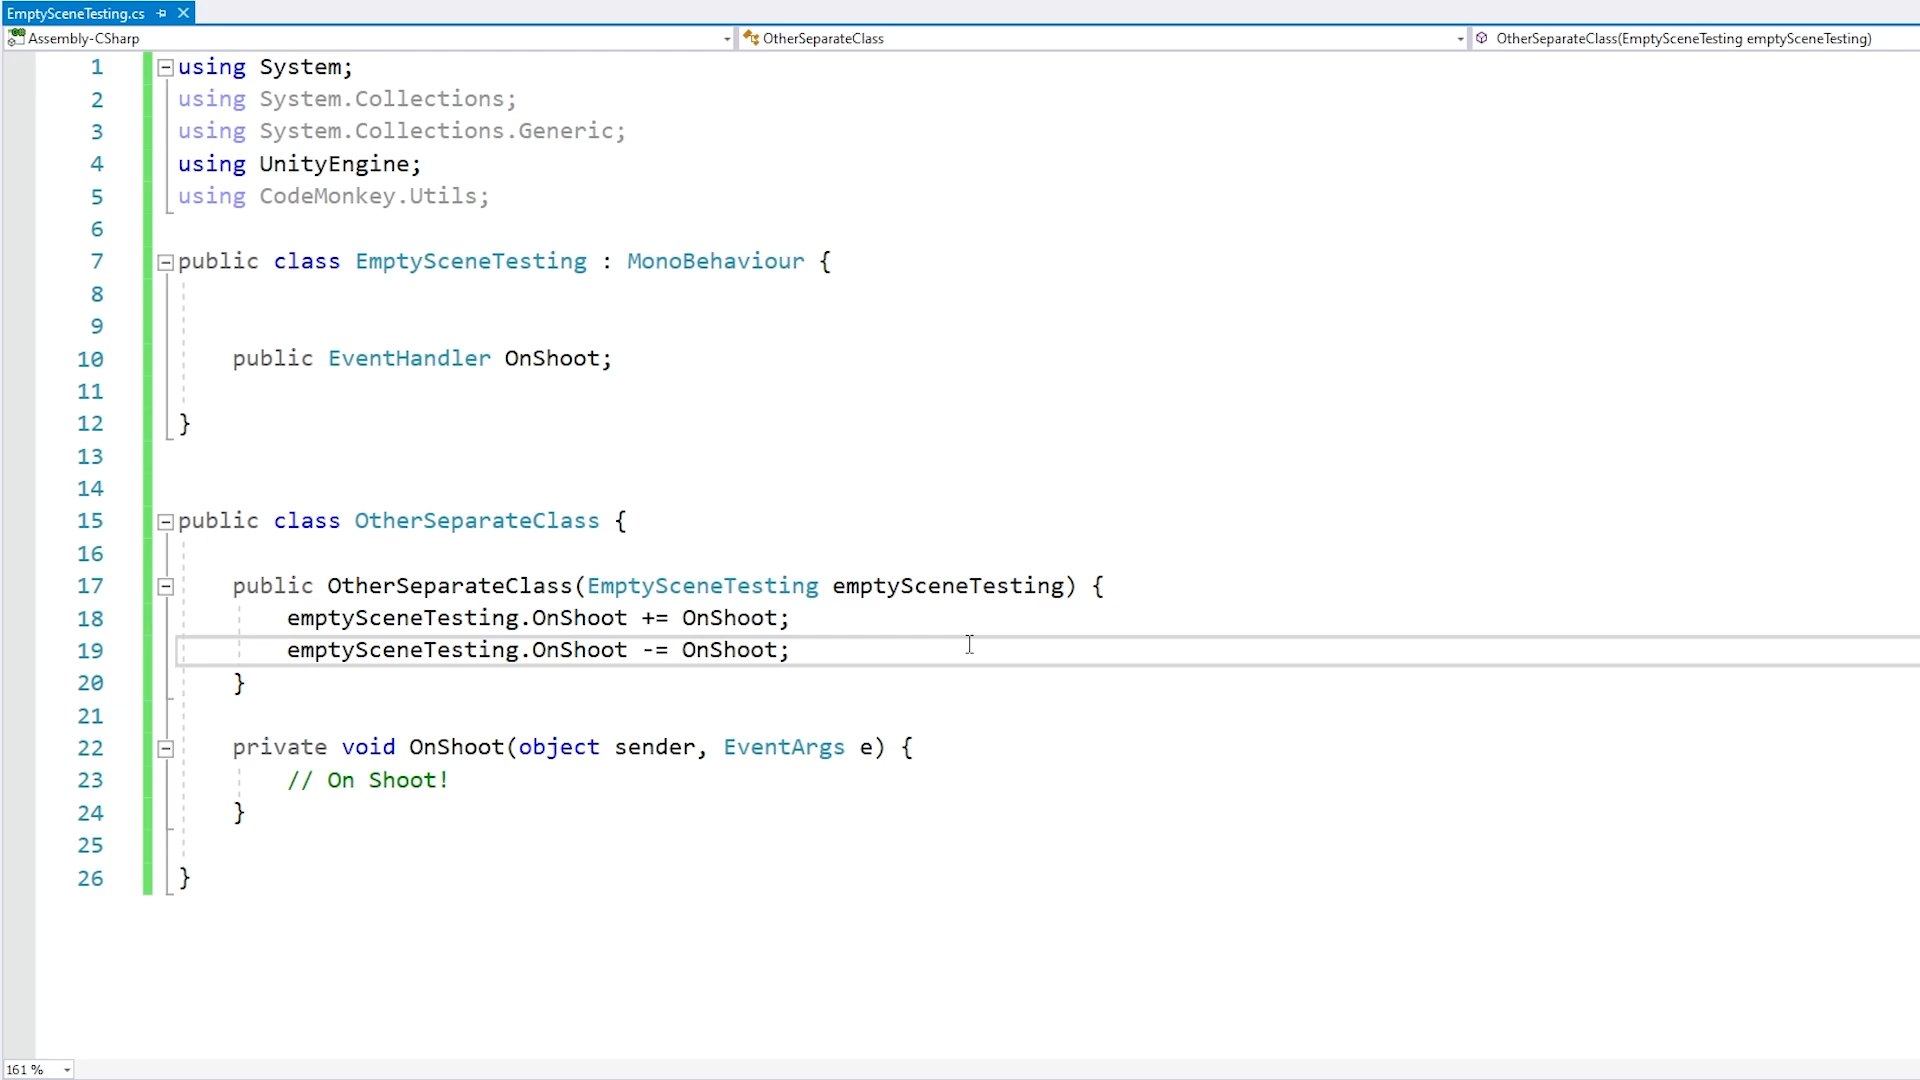 EmptySceneTesting.cs
Assembly-CSharp
OtherSeparateClass
OtherSeparateClass(EmptySceneTesting emptySceneTesting)
1 using System;
2 using System.Collections;
3 using System.Collections.Generic;
4 using UnityEngine;
5 using CodeMonkey.Utils;
6
7 public class EmptySceneTesting : MonoBehaviour {
8
9
10 public EventHandler OnShoot;
11
12 }
13
14
15 public class OtherSeparateClass {
16
17 public OtherSeparateClass(EmptySceneTesting emptySceneTesting) {
18 emptySceneTesting.OnShoot += OnShoot;
19 emptySceneTesting.OnShoot -= OnShoot;
20 }
21
22 private void OnShoot(object sender, EventArgs e) {
23 // On Shoot!
24 }
25
26 }
161 %